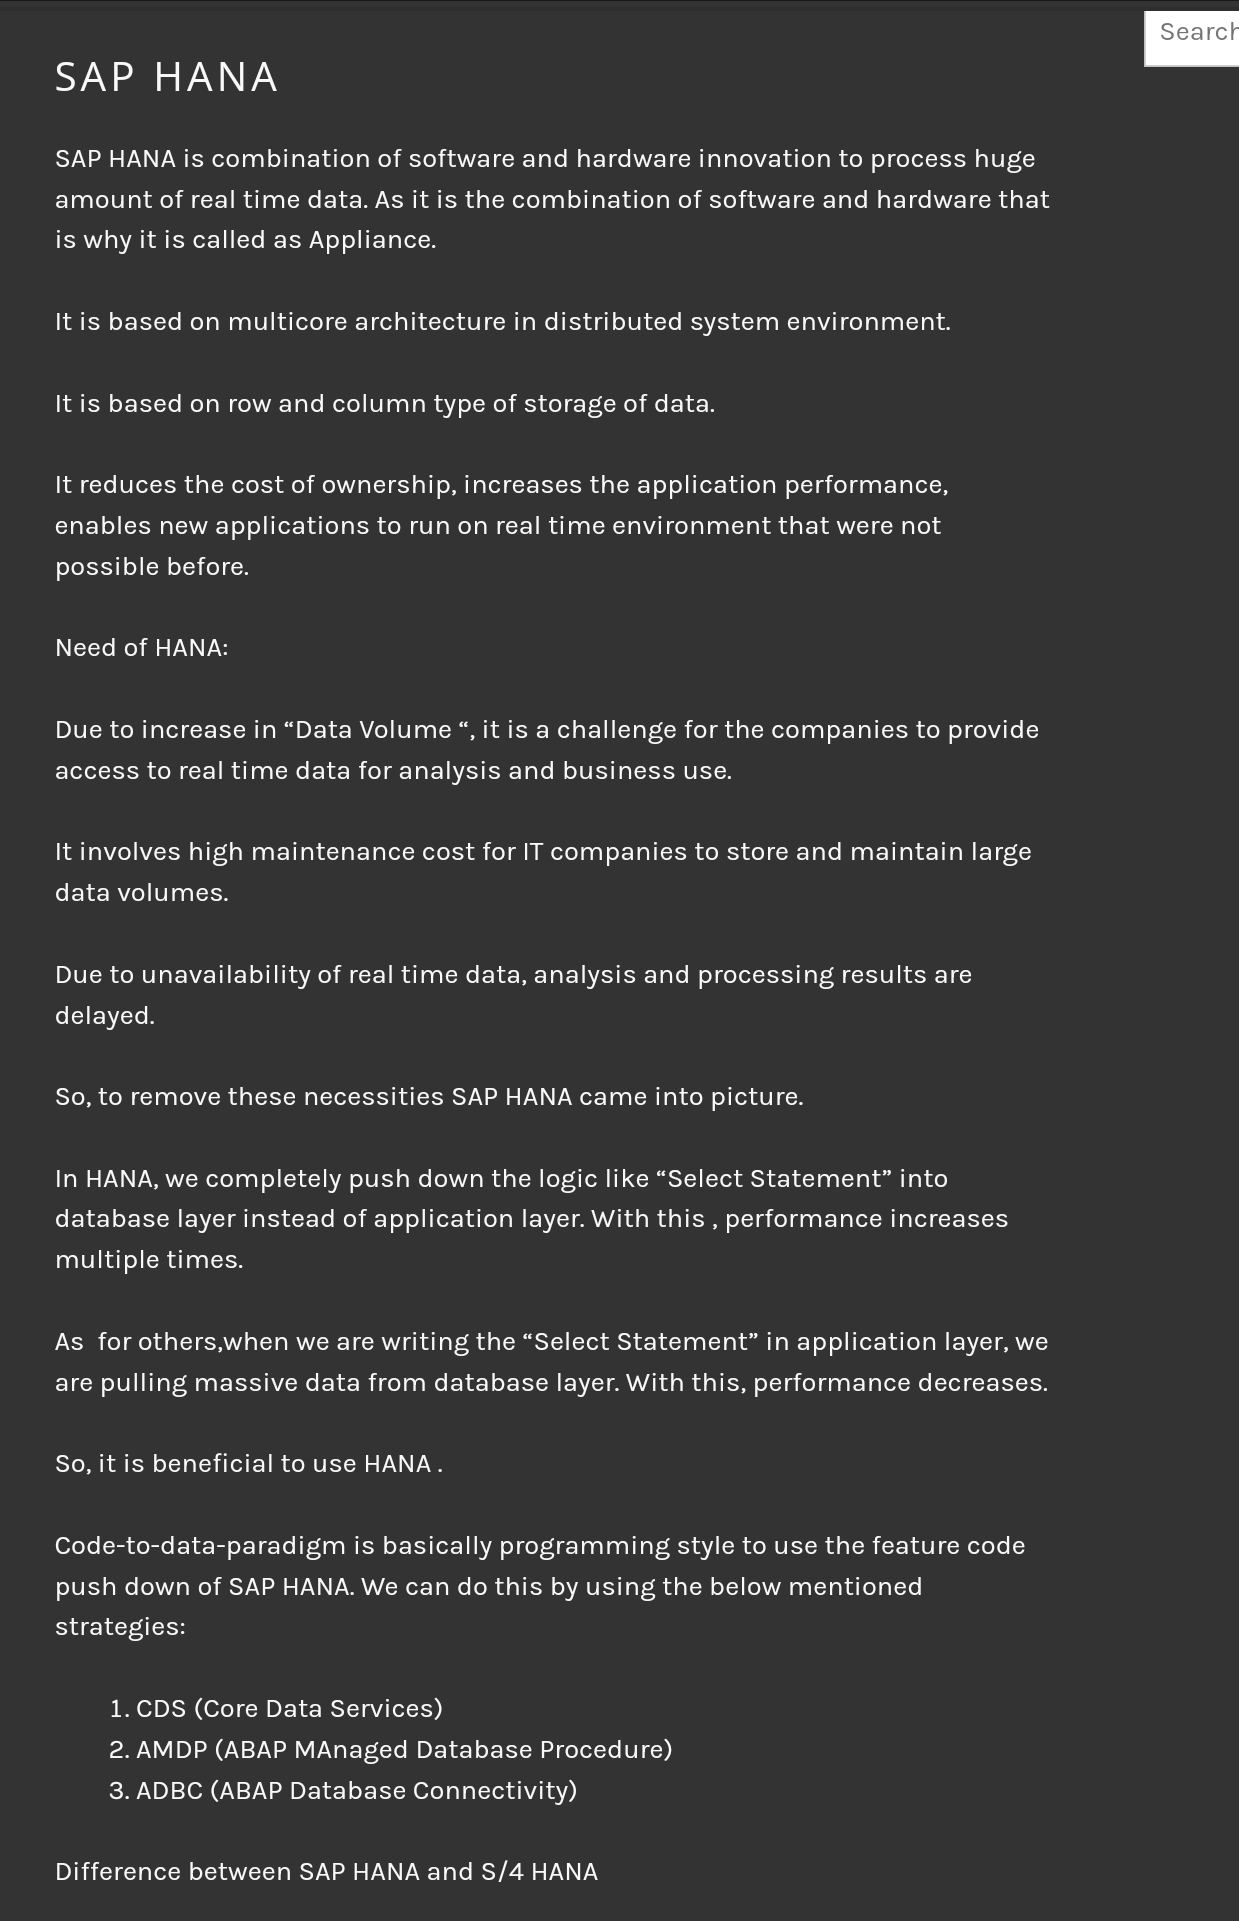 Search
SAP HANA
SAP HANA is combination of software and hardware innovation to process huge
amount of real time data. As it is the combination of software and hardware that
is why it is called as Appliance.
It is based on multicore architecture in distributed system environment.
It is based on row and column type of storage of data.
It reduces the cost of ownership, increases the application performance,
enables new applications to run on real time environment that were not
possible before.
Need of HANA:
Due to increase in “Data Volume “, it is a challenge for the companies to provide
access to real time data for analysis and business use.
It involves high maintenance cost for IT companies to store and maintain large
data volumes.
Due to unavailability of real time data, analysis and processing results are
delayed.
So, to remove these necessities SAP HANA came into picture.
In HANA, we completely push down the logic like “Select Statement” into
database layer instead of application layer. With this , performance increases
multiple times.
As  for others,when we are writing the “Select Statement” in application layer, we
are pulling massive data from database layer. With this, performance decreases.
So, it is beneficial to use HANA .
Code-to-data-paradigm is basically programming style to use the feature code
push down of SAP HANA. We can do this by using the below mentioned
strategies:
1. CDS (Core Data Services)
2. AMDP (ABAP MAnaged Database Procedure)
3. ADBC (ABAP Database Connectivity)
Difference between SAP HANA and S/4 HANA